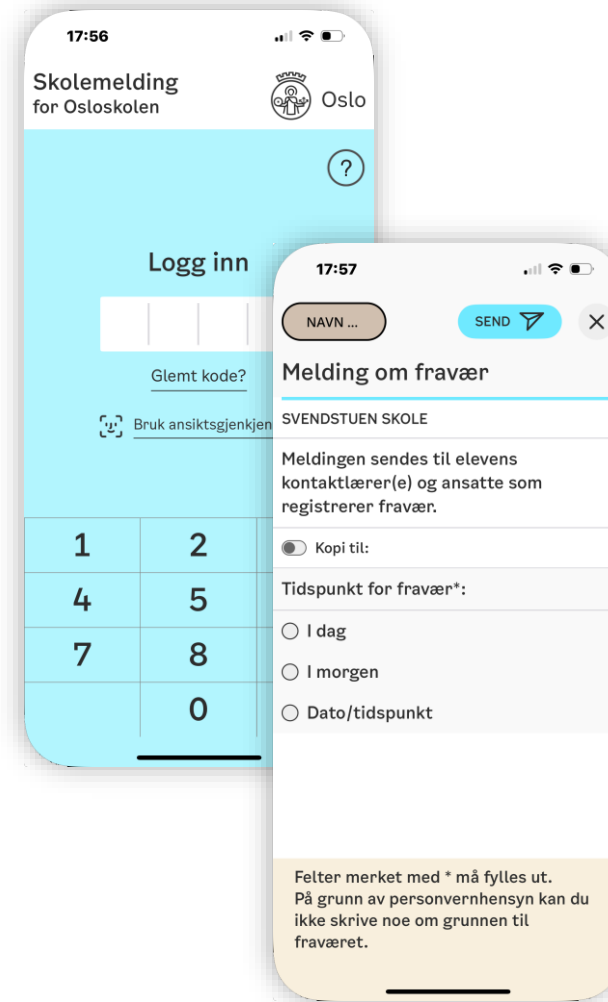 17:56
Skolemelding
for Osloskolen
Oslo
?
Logg inn
Glemt kode?
Bruk ansiktsgjenkjen
1 2
4 5
7 8
0
17:57
NAVN ...
SEND
Melding om fravær
SVENDSTUEN SKOLE
Meldingen sendes til elevens
kontaktlærer(e) og ansatte som
registrerer fravær.
Kopi til:
Tidspunkt for fravær*:
I dag
I morgen
Dato/tidspunkt
Felter merket med * må fylles ut.
På grunn av personvernhensyn kan du
ikke skrive noe om grunnen til
fraværet.